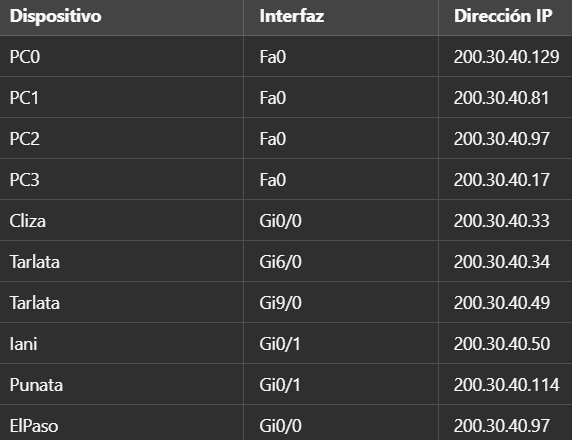 Dispositivo Interfaz Dirección IP
PC0 Fa0 200.30.40.129
PC1 Fa0 200.30.40.81
PC2 Fa0 200.30.40.97
PC3 Fa0 200.30.40.17
Cliza Gi0/0 200.30.40.33
Tarlata Gi6/0 200.30.40.34
Tarlata Gi9/0 200.30.40.49
Iani Gi0/1 200.30.40.50
Punata Gi0/1 200.30.40.114
ElPaso Gi0/0 200.30.40.97